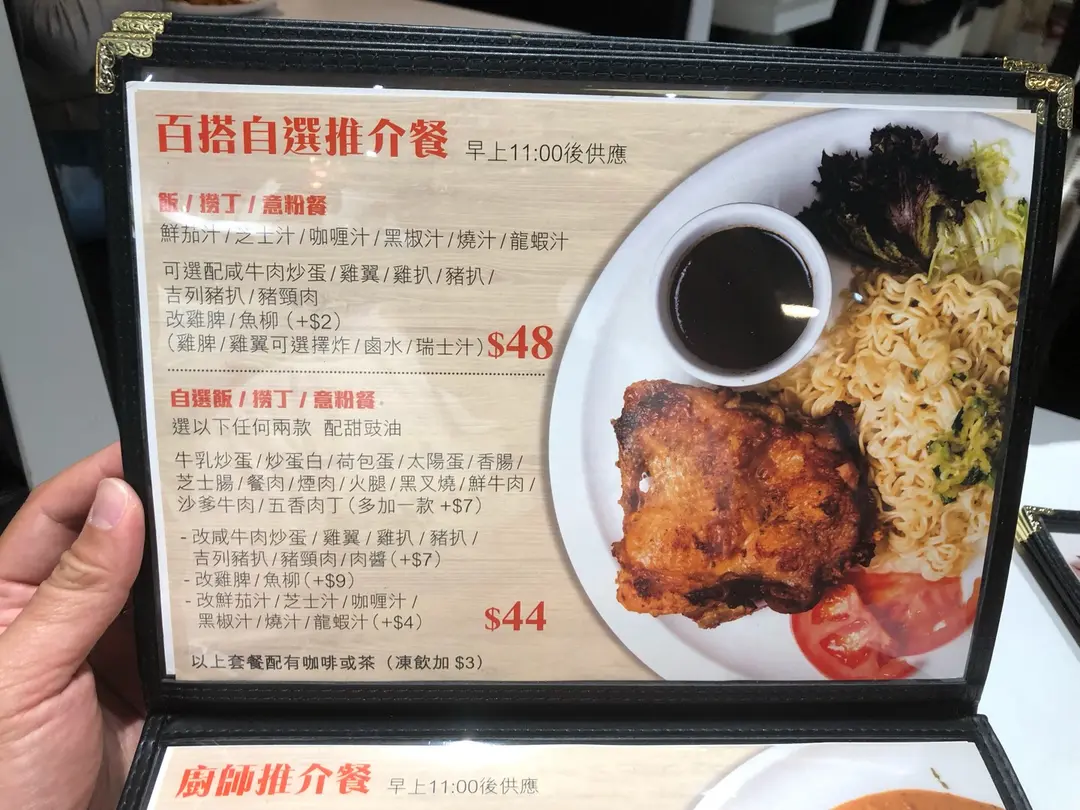 百搭自選推介餐 早上11:00後供應
飯/撈丁/意粉餐
鮮茄汁/芝士汁/咖喱汁/黑椒汁/燒汁/龍蝦汁
可選配咸牛肉炒蛋/雞翼/雞扒/豬扒/
吉列豬扒/豬頸肉
改雞脾/魚柳(+$2)
(雞脾/雞翼可選擇炸/鹵水/瑞士汁) $48
自選飯/撈丁/意粉餐
選以下任何兩款 配甜豉油
牛乳炒蛋/炒蛋白/荷包蛋/太陽蛋/香腸/
芝士腸/餐肉/煙肉/火腿/黑叉燒/鮮牛肉/
沙爹牛肉/五香肉丁(多加一款 +$7)
- 改咸牛肉炒蛋/雞翼/雞扒/豬扒/
吉列豬扒/豬頸肉/肉醬(+$7)
- 改雞脾/魚柳(+$9)
- 改鮮茄汁/芝士汁/咖喱汁/
黑椒汁/燒汁/龍蝦汁(+$4) $44
以上套餐配有咖啡或茶(凍飲加 $3)
廚師推介餐 早上11:00後供應